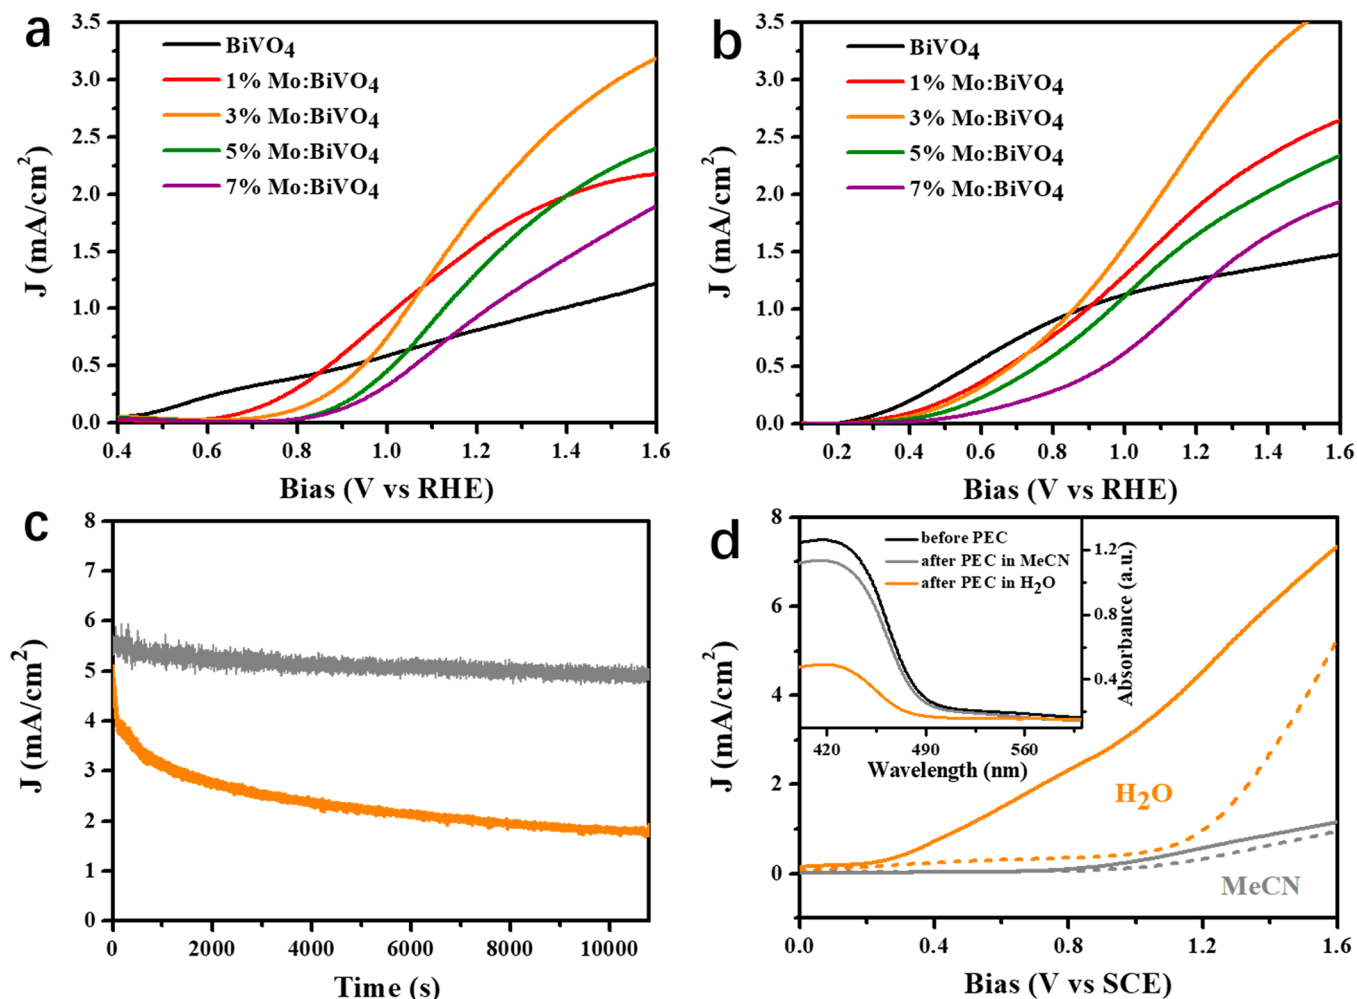 a
BiVO4
1% Mo:BiVO4
3% Mo:BiVO4
5% Mo:BiVO4
7% Mo:BiVO4
3.5
3.0
2.5
2.0
1.5
1.0
0.5
0.0
J (mA/cm²)
0.4 0.6 0.8 1.0 1.2 1.4 1.6
Bias (V vs RHE)
b
BiVO4
1% Mo:BiVO4
3% Mo:BiVO4
5% Mo:BiVO4
7% Mo:BiVO4
3.5
3.0
2.5
2.0
1.5
1.0
0.5
0.0
J (mA/cm²)
0.2 0.4 0.6 0.8 1.0 1.2 1.4 1.6
Bias (V vs RHE)
c
8
7
6
5
4
3
2
1
0
J (mA/cm²)
0 2000 4000 6000 8000 10000
Time (s)
d
8
6
4
2
0
J (mA/cm²)
before PEC
after PEC in MeCN
after PEC in H2O
1.2
0.8
0.4
Absorbance (a.u.)
420 490 560
Wavelength (nm)
H2O
MeCN
0.0 0.4 0.8 1.2 1.6
Bias (V vs SCE)